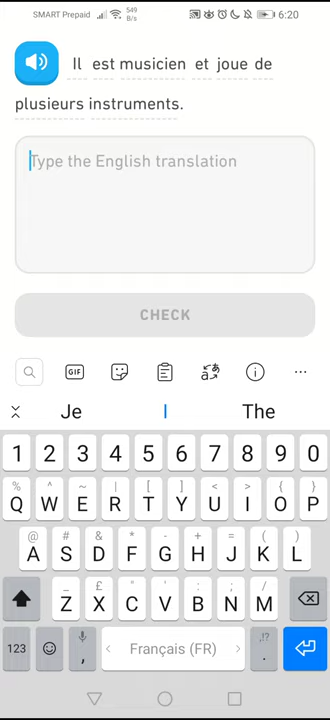 SMART Prepaid 549 B/s 6:20
Il est musicien et joue de
plusieurs instruments.
Type the English translation
CHECK
GIF
Je I The
1 2 3 4 5 6 7 8 9 0
% ^ ~ | [ ] < > { }
Q W E R T Y U I O P
@ # & * - + = ( )
A S D F G H J K L
_ £ " ' : ; /
Z X C V B N M
123 , Français (FR) ,!? .